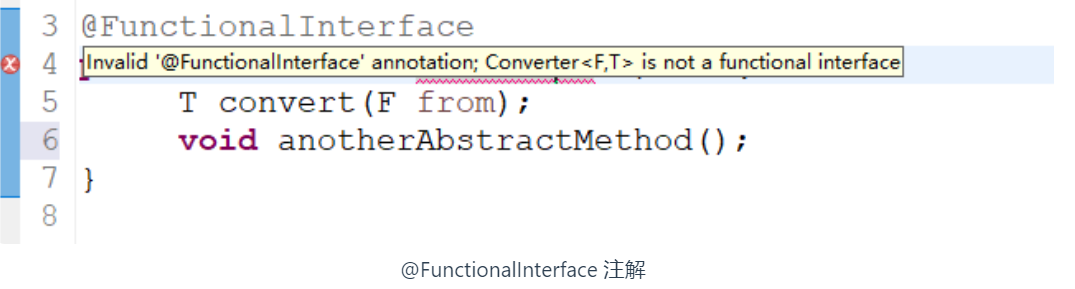 3 @FunctionalInterface
4 Invalid '@FunctionalInterface' annotation; Converter<F,T> is not a functional interface
5 T convert(F from);
6 void anotherAbstractMethod();
7 }
8
@FunctionalInterface 注解